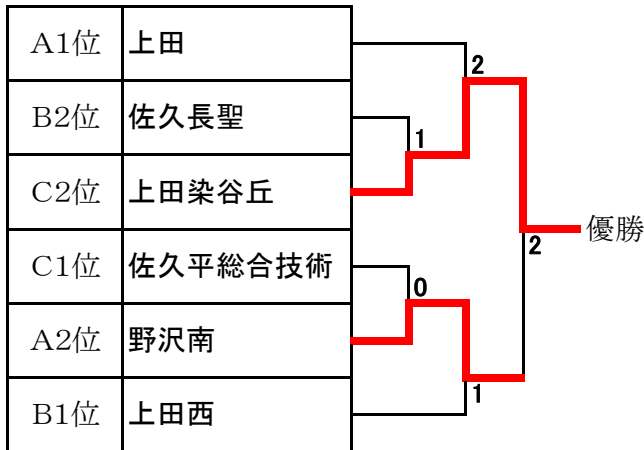 A1位 上田
2
B2位 佐久長聖
1
C2位 上田染谷丘
優勝
2
C1位 佐久平総合技術
0
A2位 野沢南
1
B1位 上田西